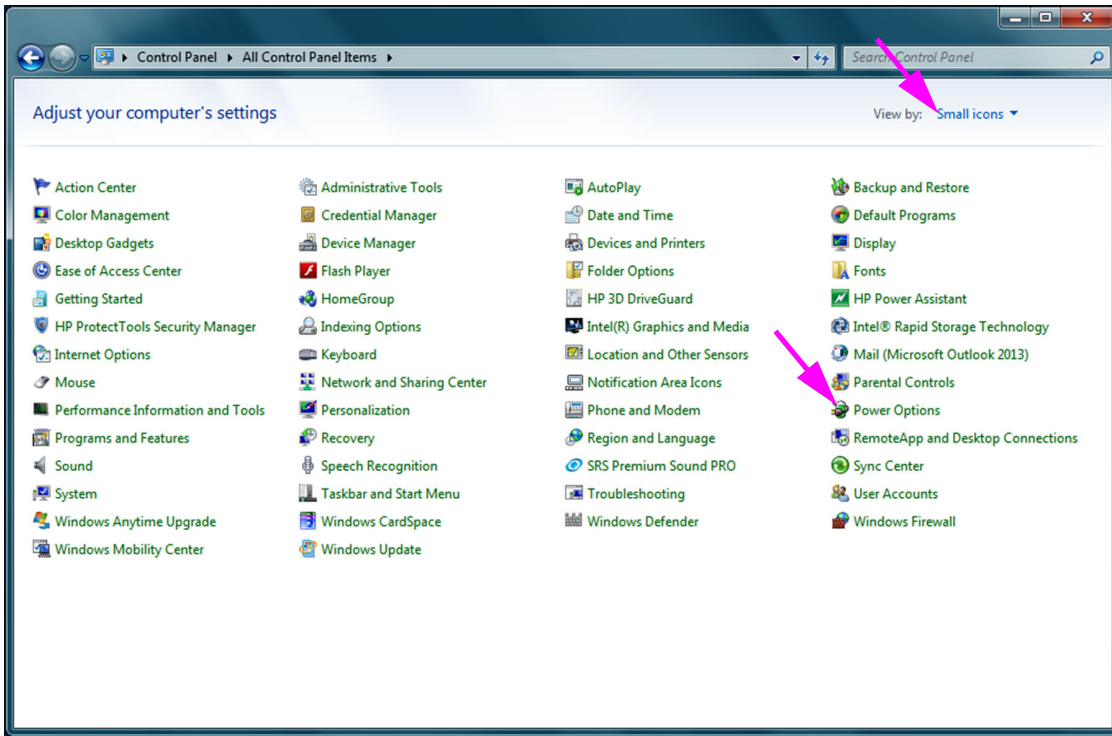 Control Panel All Control Panel Items
Search Control Panel
Adjust your computer's settings
View by: Small icons
Action Center Administrative Tools AutoPlay Backup and Restore
Color Management Credential Manager Date and Time Default Programs
Desktop Gadgets Device Manager Devices and Printers Display
Ease of Access Center Flash Player Folder Options Fonts
Getting Started HomeGroup HP 3D DriveGuard HP Power Assistant
HP ProtectTools Security Manager Indexing Options Intel(R) Graphics and Media Intel® Rapid Storage Technology
Internet Options Keyboard Location and Other Sensors Mail (Microsoft Outlook 2013)
Mouse Network and Sharing Center Notification Area Icons Parental Controls
Performance Information and Tools Personalization Phone and Modem Power Options
Programs and Features Recovery Region and Language RemoteApp and Desktop Connections
Sound Speech Recognition SRS Premium Sound PRO Sync Center
System Taskbar and Start Menu Troubleshooting User Accounts
Windows Anytime Upgrade Windows CardSpace Windows Defender Windows Firewall
Windows Mobility Center Windows Update